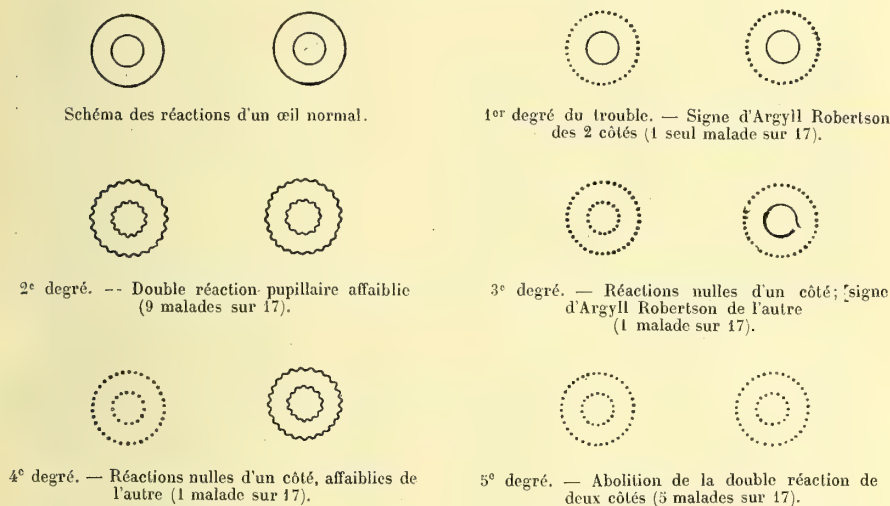 Schéma des réactions d'un œil normal.
1er degré du trouble. — Signe d'Argyll Robertson
des 2 côtés (1 seul malade sur 17).
2e degré. -- Double réaction pupillaire affaiblie
(9 malades sur 17).
3e degré. — Réactions nulles d'un côté; signe
d'Argyll Robertson de l'autre
(1 malade sur 17).
4e degré. — Réactions nulles d'un côté, affaiblies de
l'autre (1 malade sur 17).
5e degré. — Abolition de la double réaction de
deux côtés (5 malades sur 17).